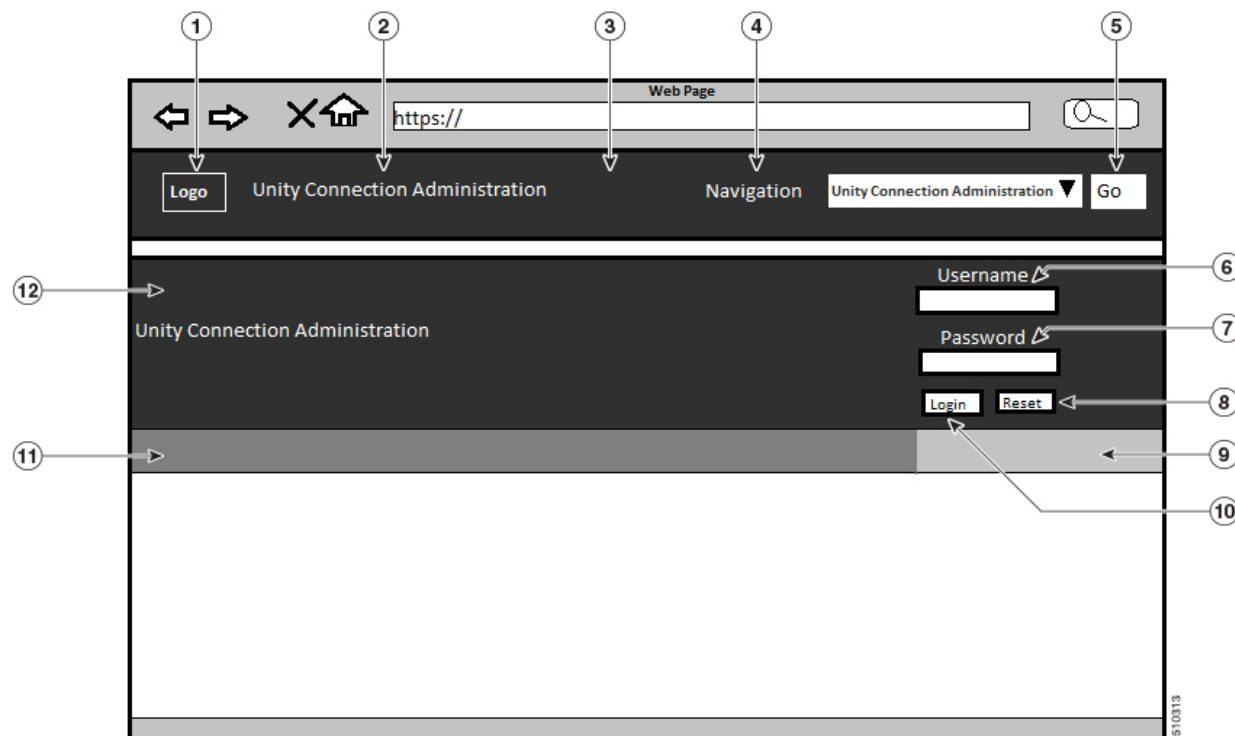 1 2 3 4 5
Web Page
https://
Logo Unity Connection Administration Navigation Unity Connection Administration Go
6
Username
12
Unity Connection Administration
7
Password
Login Reset
8
11
9
10
510313